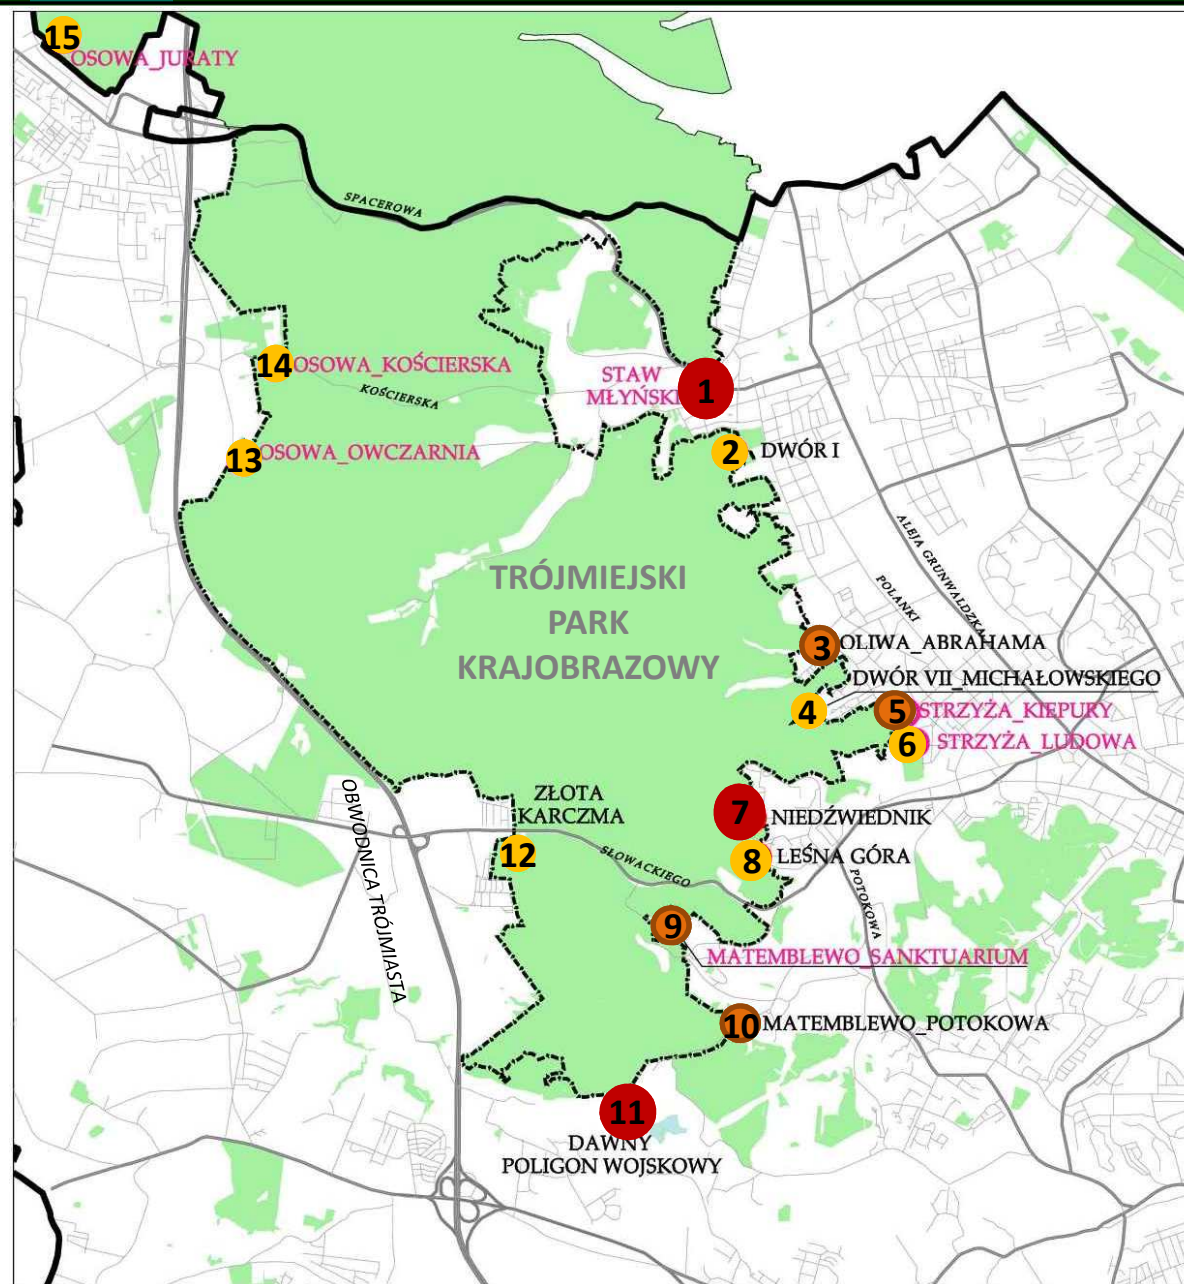 15
OSOWA_JURATY
SPACEROWA
14
OSOWA_KOŚCIERSKA
KOŚCIERSKA
STAW
MŁYŃSKI
1
13
OSOWA_OWCZARNIA
2
DWÓR I
ALEJA GRUNWALDZKA
POLANKI
TRÓJMIEJSKI
PARK
KRAJOBRAZOWY
3
OLIWA_ABRAHAMA
DWÓR VII_MICHAŁOWSKIEGO
4
5
STRZYŻA_KIEPURY
6
STRZYŻA_LUDOWA
OBWODNICA TRÓJMIASTA
ZŁOTA
KARCZMA
12
7
NIEDŹWIEDNIK
8
LEŚNA GÓRA
SŁOWACKIEGO
POTOKOWA
9
MATEMBLEWO_SANKTUARIUM
10
MATEMBLEWO_POTOKOWA
11
DAWNY
POLIGON WOJSKOWY